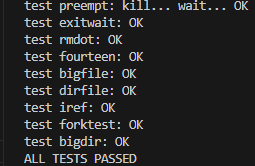 test preempt: kill... wait... OK
test exitwait: OK
test rmdot: OK
test fourteen: OK
test bigfile: OK
test dirfile: OK
test iref: OK
test forktest: OK
test bigdir: OK
ALL TESTS PASSED